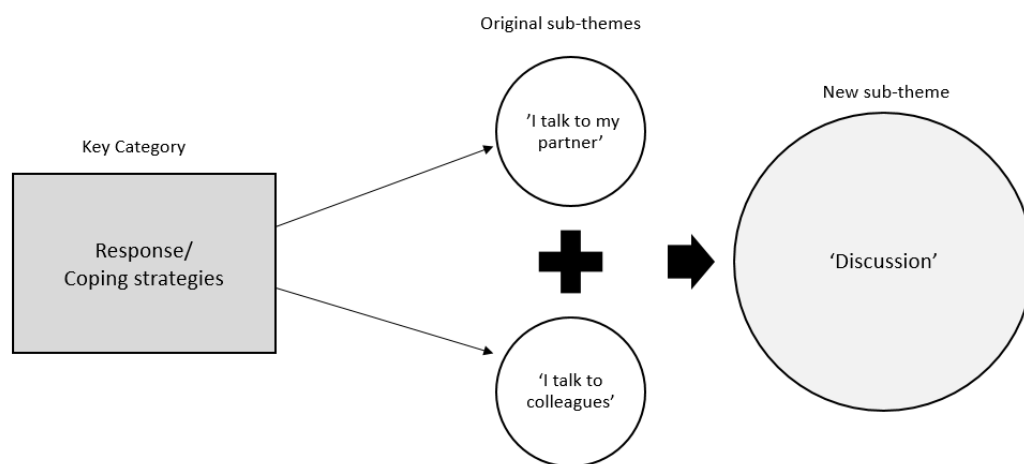 Original sub-themes
New sub-theme
Key Category
’I talk to my
partner’
Response/
Coping strategies
‘Discussion’
‘I talk to
colleagues’